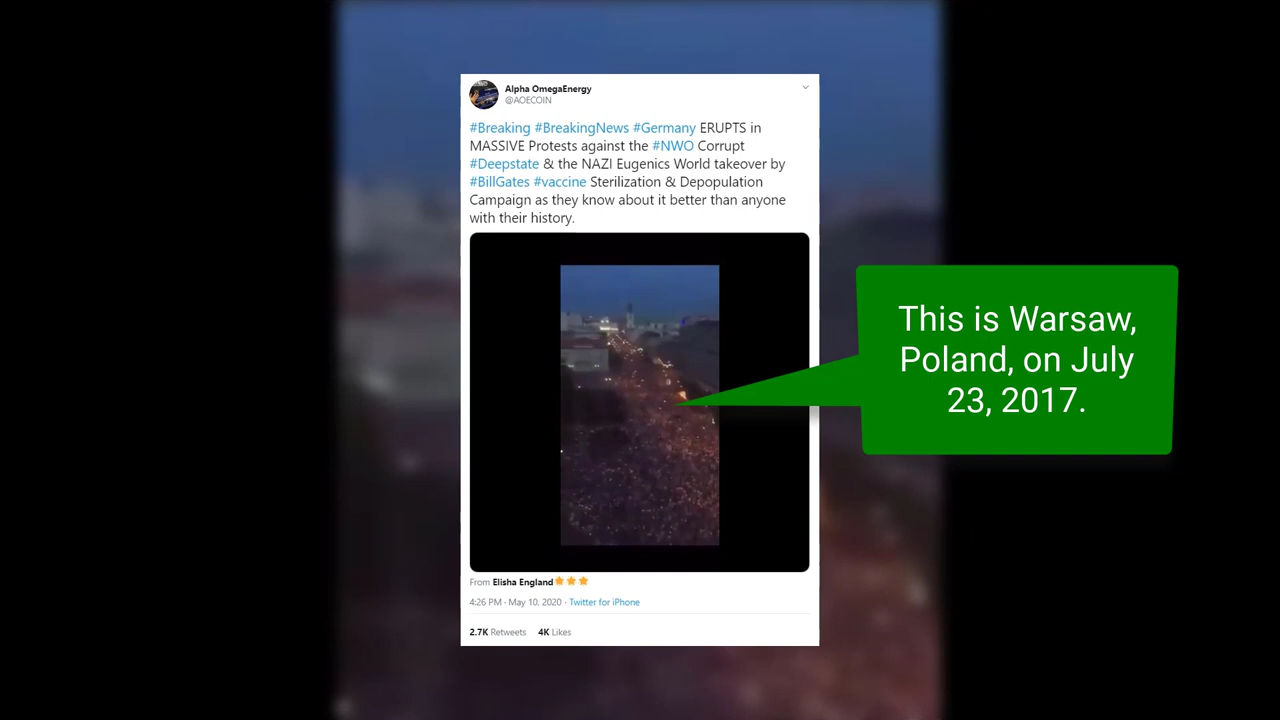 Alpha OmegaEnergy
@AOECOIN
#Breaking #BreakingNews #Germany ERUPTS in
MASSIVE Protests against the #NWO Corrupt
#Deepstate & the NAZI Eugenics World takeover by
#BillGates #vaccine Sterilization & Depopulation
Campaign as they know about it better than anyone
with their history.
This is Warsaw,
Poland, on July
23, 2017.
From Elisha England
4:26 PM · May 10, 2020 · Twitter for iPhone
2.7K Retweets 4K Likes